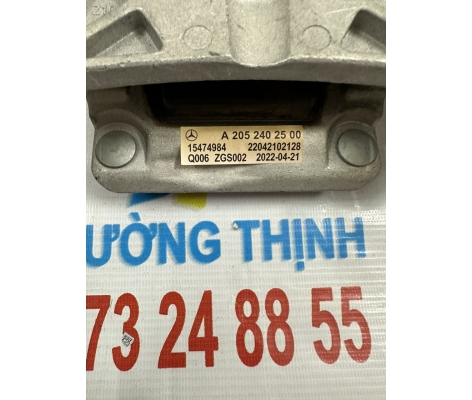 A 205 240 25 00
15474984 22042102128
Q006 ZGS002 2022-04-21
ƯỜNG THỊNH
73 24 88 55